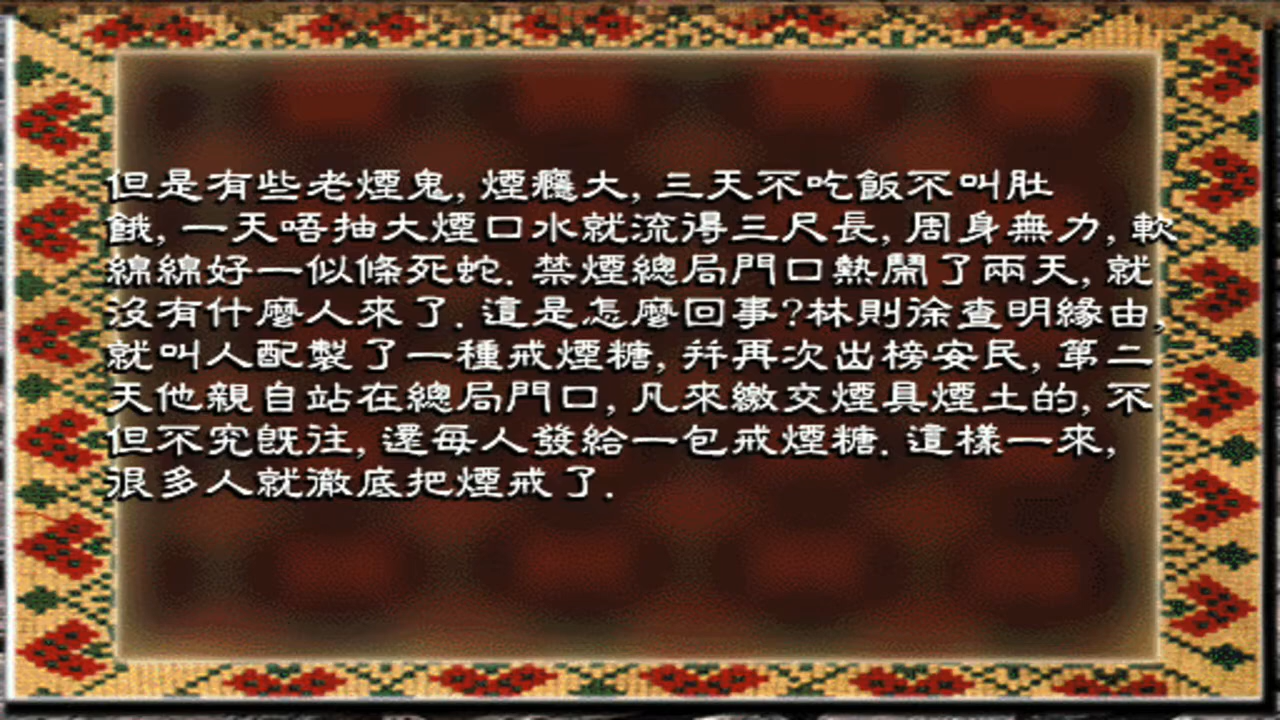 但是有些老煙鬼, 煙癮大, 三天不吃飯不叫肚
餓, 一天唔抽大煙口水就流得三尺長, 周身無力, 軟
綿綿好一似條死蛇. 禁煙總局門口熱鬧了兩天, 就
沒有什麼人來了. 這是怎麼回事?林則徐查明緣由,
就叫人配製了一種戒煙糖, 并再次出榜安民, 第二
天他親自站在總局門口, 凡來繳交煙具煙土的, 不
但不究既往, 還每人發給一包戒煙糖. 這樣一來,
很多人就澈底把煙戒了.